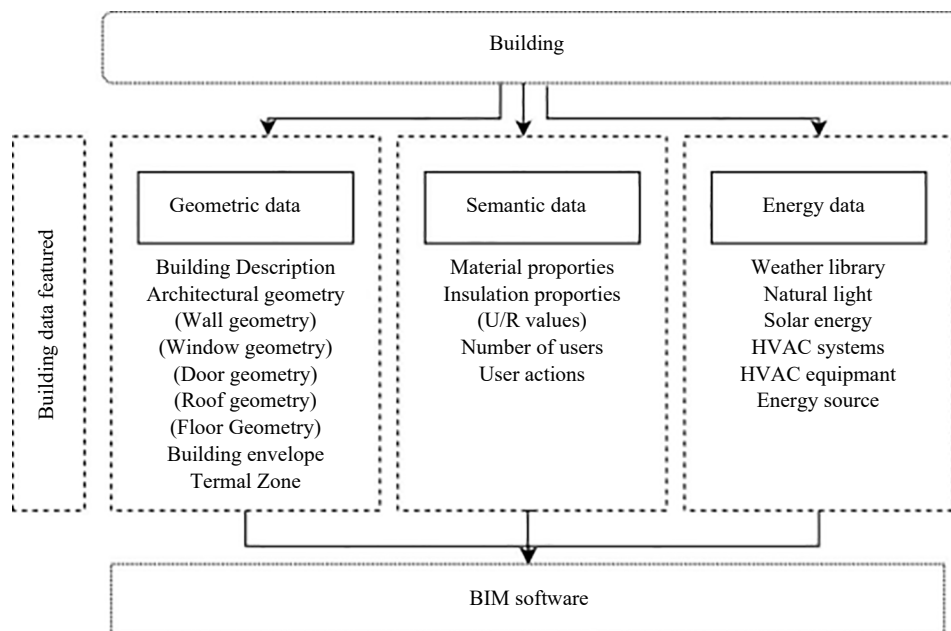 Building
Building data featured
Geometric data
Building Description
Architectural geometry
(Wall geometry)
(Window geometry)
(Door geometry)
(Roof geometry)
(Floor Geometry)
Building envelope
Termal Zone
Semantic data
Material proporties
Insulation proporties
(U/R values)
Number of users
User actions
Energy data
Weather library
Natural light
Solar energy
HVAC systems
HVAC equipmant
Energy source
BIM software